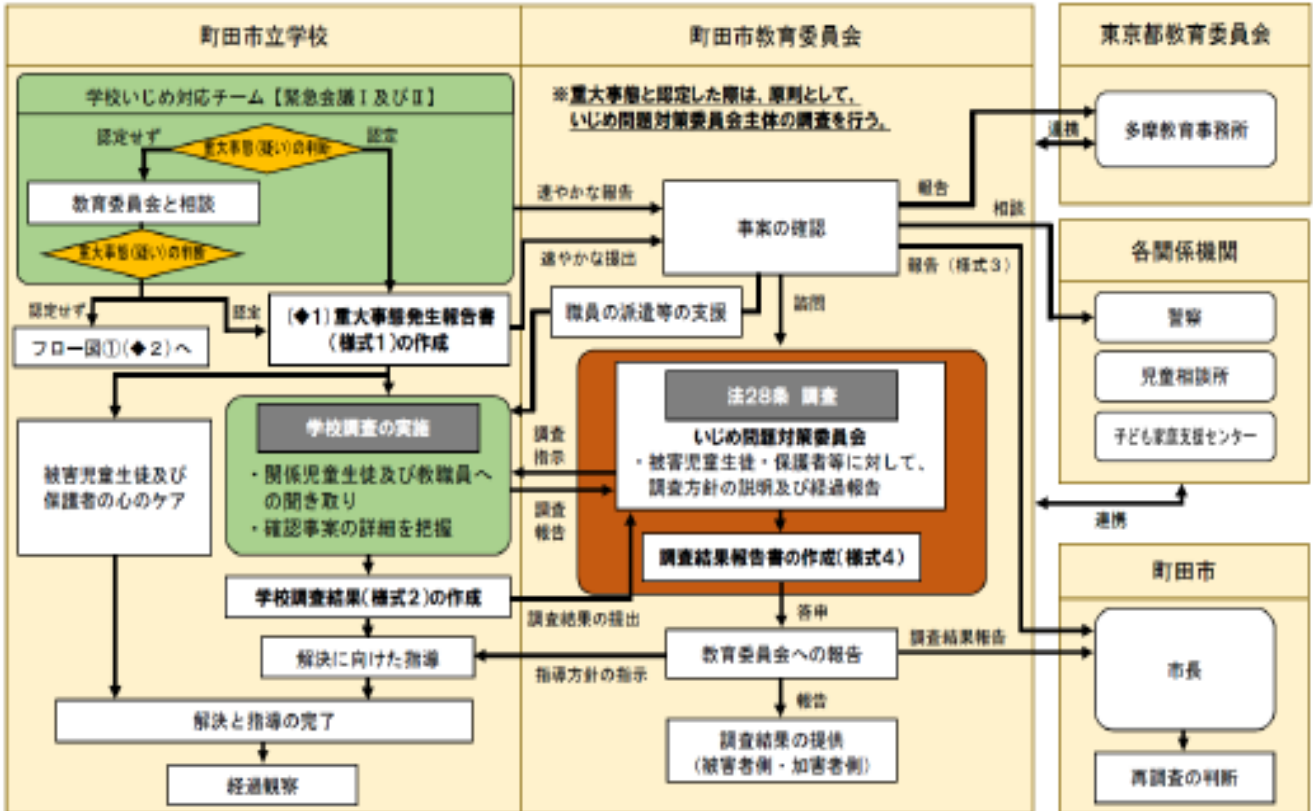 町田市立学校
町田市教育委員会
東京都教育委員会
学校いじめ対応チーム【緊急会議Ⅰ及びⅡ】
認定せず
重大事態(疑い)の判断
認定
教育委員会と相談
重大事態(疑い)の判断
認定せず
認定
フロー図①(◆2)へ
(◆1)重大事態発生報告書
(様式1)の作成
被害児童生徒及び
保護者の心のケア
学校調査の実施
・関係児童生徒及び教職員へ
の聞き取り
・確認事案の詳細を把握
学校調査結果(様式2)の作成
解決に向けた指導
解決と指導の完了
経過観察
※重大事態と認定した際は、原則として、
いじめ問題対策委員会主体の調査を行う。
速やかな報告
速やかな提出
事案の確認
職員の派遣等の支援
諮問
法28条 調査
いじめ問題対策委員会
・被害児童生徒・保護者等に対して、
調査方針の説明及び経過報告
調査
指示
調査
報告
調査結果報告書の作成(様式4)
調査結果の提出
答申
教育委員会への報告
指導方針の指示
報告
調査結果の提供
(被害者側・加害者側)
報告
相談
報告(様式3)
調査結果報告
連携
多摩教育事務所
各関係機関
警察
児童相談所
子ども家庭支援センター
連携
町田市
市長
再調査の判断